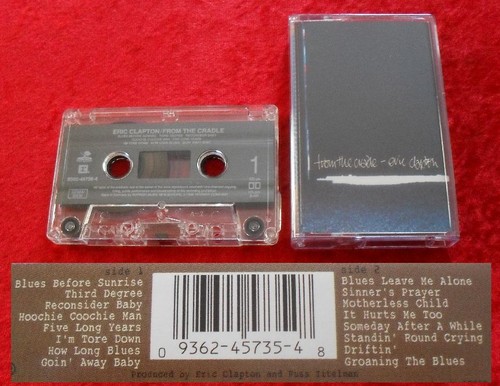 ERIC CLAPTON: FROM THE CRADLE
1
from the cradle – eric clapton
side 1
Blues Before Sunrise
Third Degree
Reconsider Baby
Hoochie Coochie Man
Five Long Years
I'm Tore Down
How Long Blues
Goin' Away Baby
0 9362-45735-4 8
side 2
Blues Leave Me Alone
Sinner's Prayer
Motherless Child
It Hurts Me Too
Someday After A While
Standin' Round Crying
Driftin'
Groaning The Blues
Produced by Eric Clapton and Russ Titelman